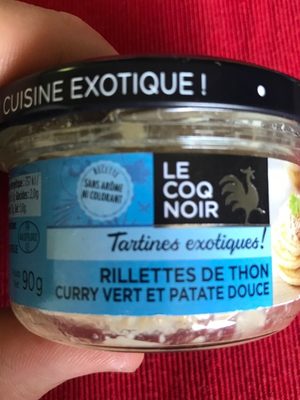 CUISINE EXOTIQUE !
RECETTE
SANS ARÔME
NI COLORANT
LE
COQ
NOIR
Tartines exotiques!
RILLETTES DE THON
CURRY VERT ET PATATE DOUCE
90g